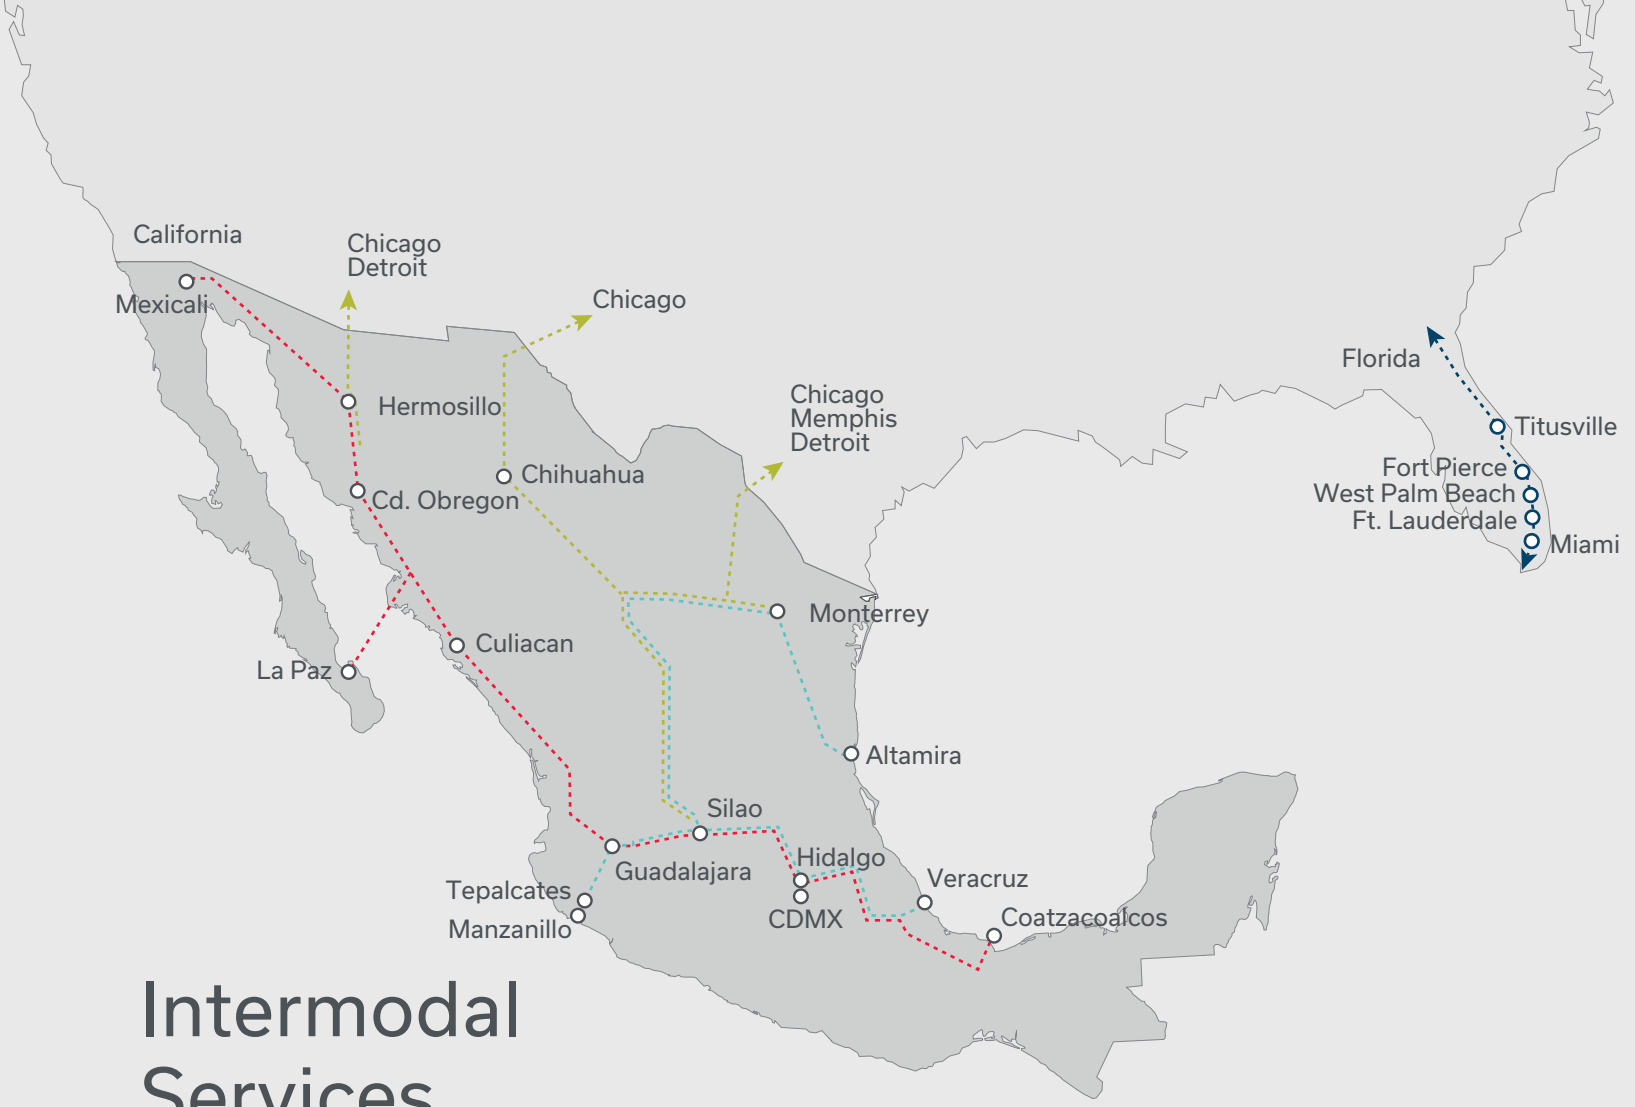 California
Chicago
Detroit
Mexicali
Chicago
Florida
Hermosillo
Chicago
Memphis
Detroit
Titusville
Chihuahua
Fort Pierce
Cd. Obregon
West Palm Beach
Ft. Lauderdale
Miami
Monterrey
Culiacan
La Paz
Altamira
Silao
Hidalgo
Guadalajara
Veracruz
Tepalcates
CDMX
Coatzacoalcos
Manzanillo
Intermodal
Services